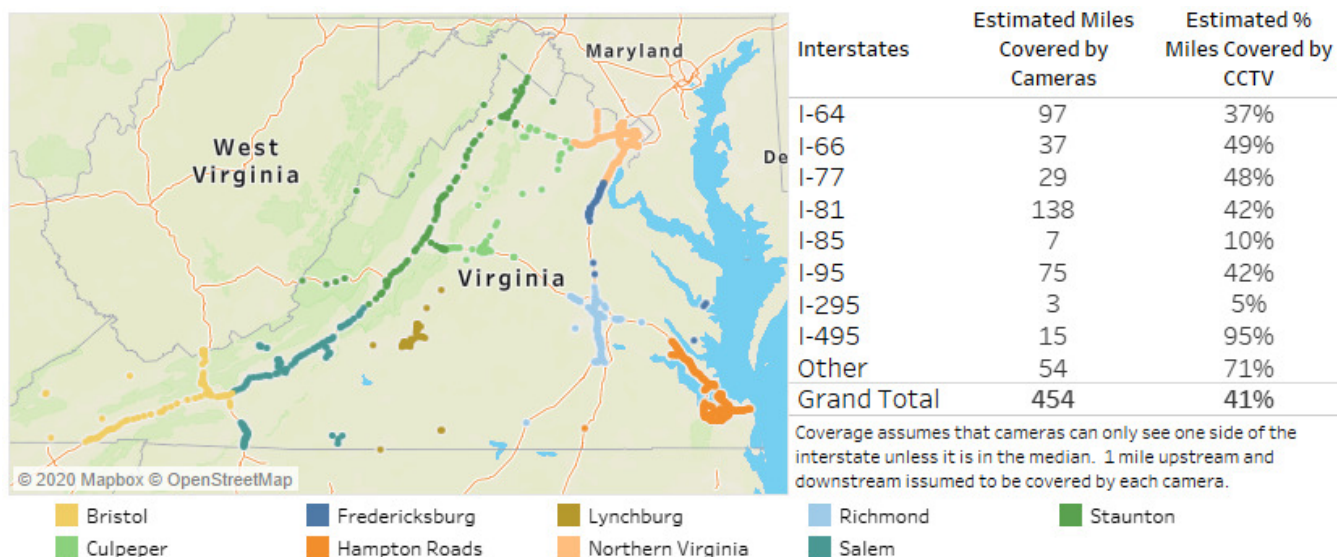 Maryland
West
Virginia
De
Virginia
© 2020 Mapbox © OpenStreetMap
Interstates Estimated Miles Covered by Cameras Estimated % Miles Covered by CCTV
I-64 97 37%
I-66 37 49%
I-77 29 48%
I-81 138 42%
I-85 7 10%
I-95 75 42%
I-295 3 5%
I-495 15 95%
Other 54 71%
Grand Total 454 41%
Coverage assumes that cameras can only see one side of the
interstate unless it is in the median. 1 mile upstream and
downstream issumed to be covered by each camera.
Bristol Fredericksburg Lynchburg Richmond Staunton
Culpeper Hampton Roads Northern Virginia Salem